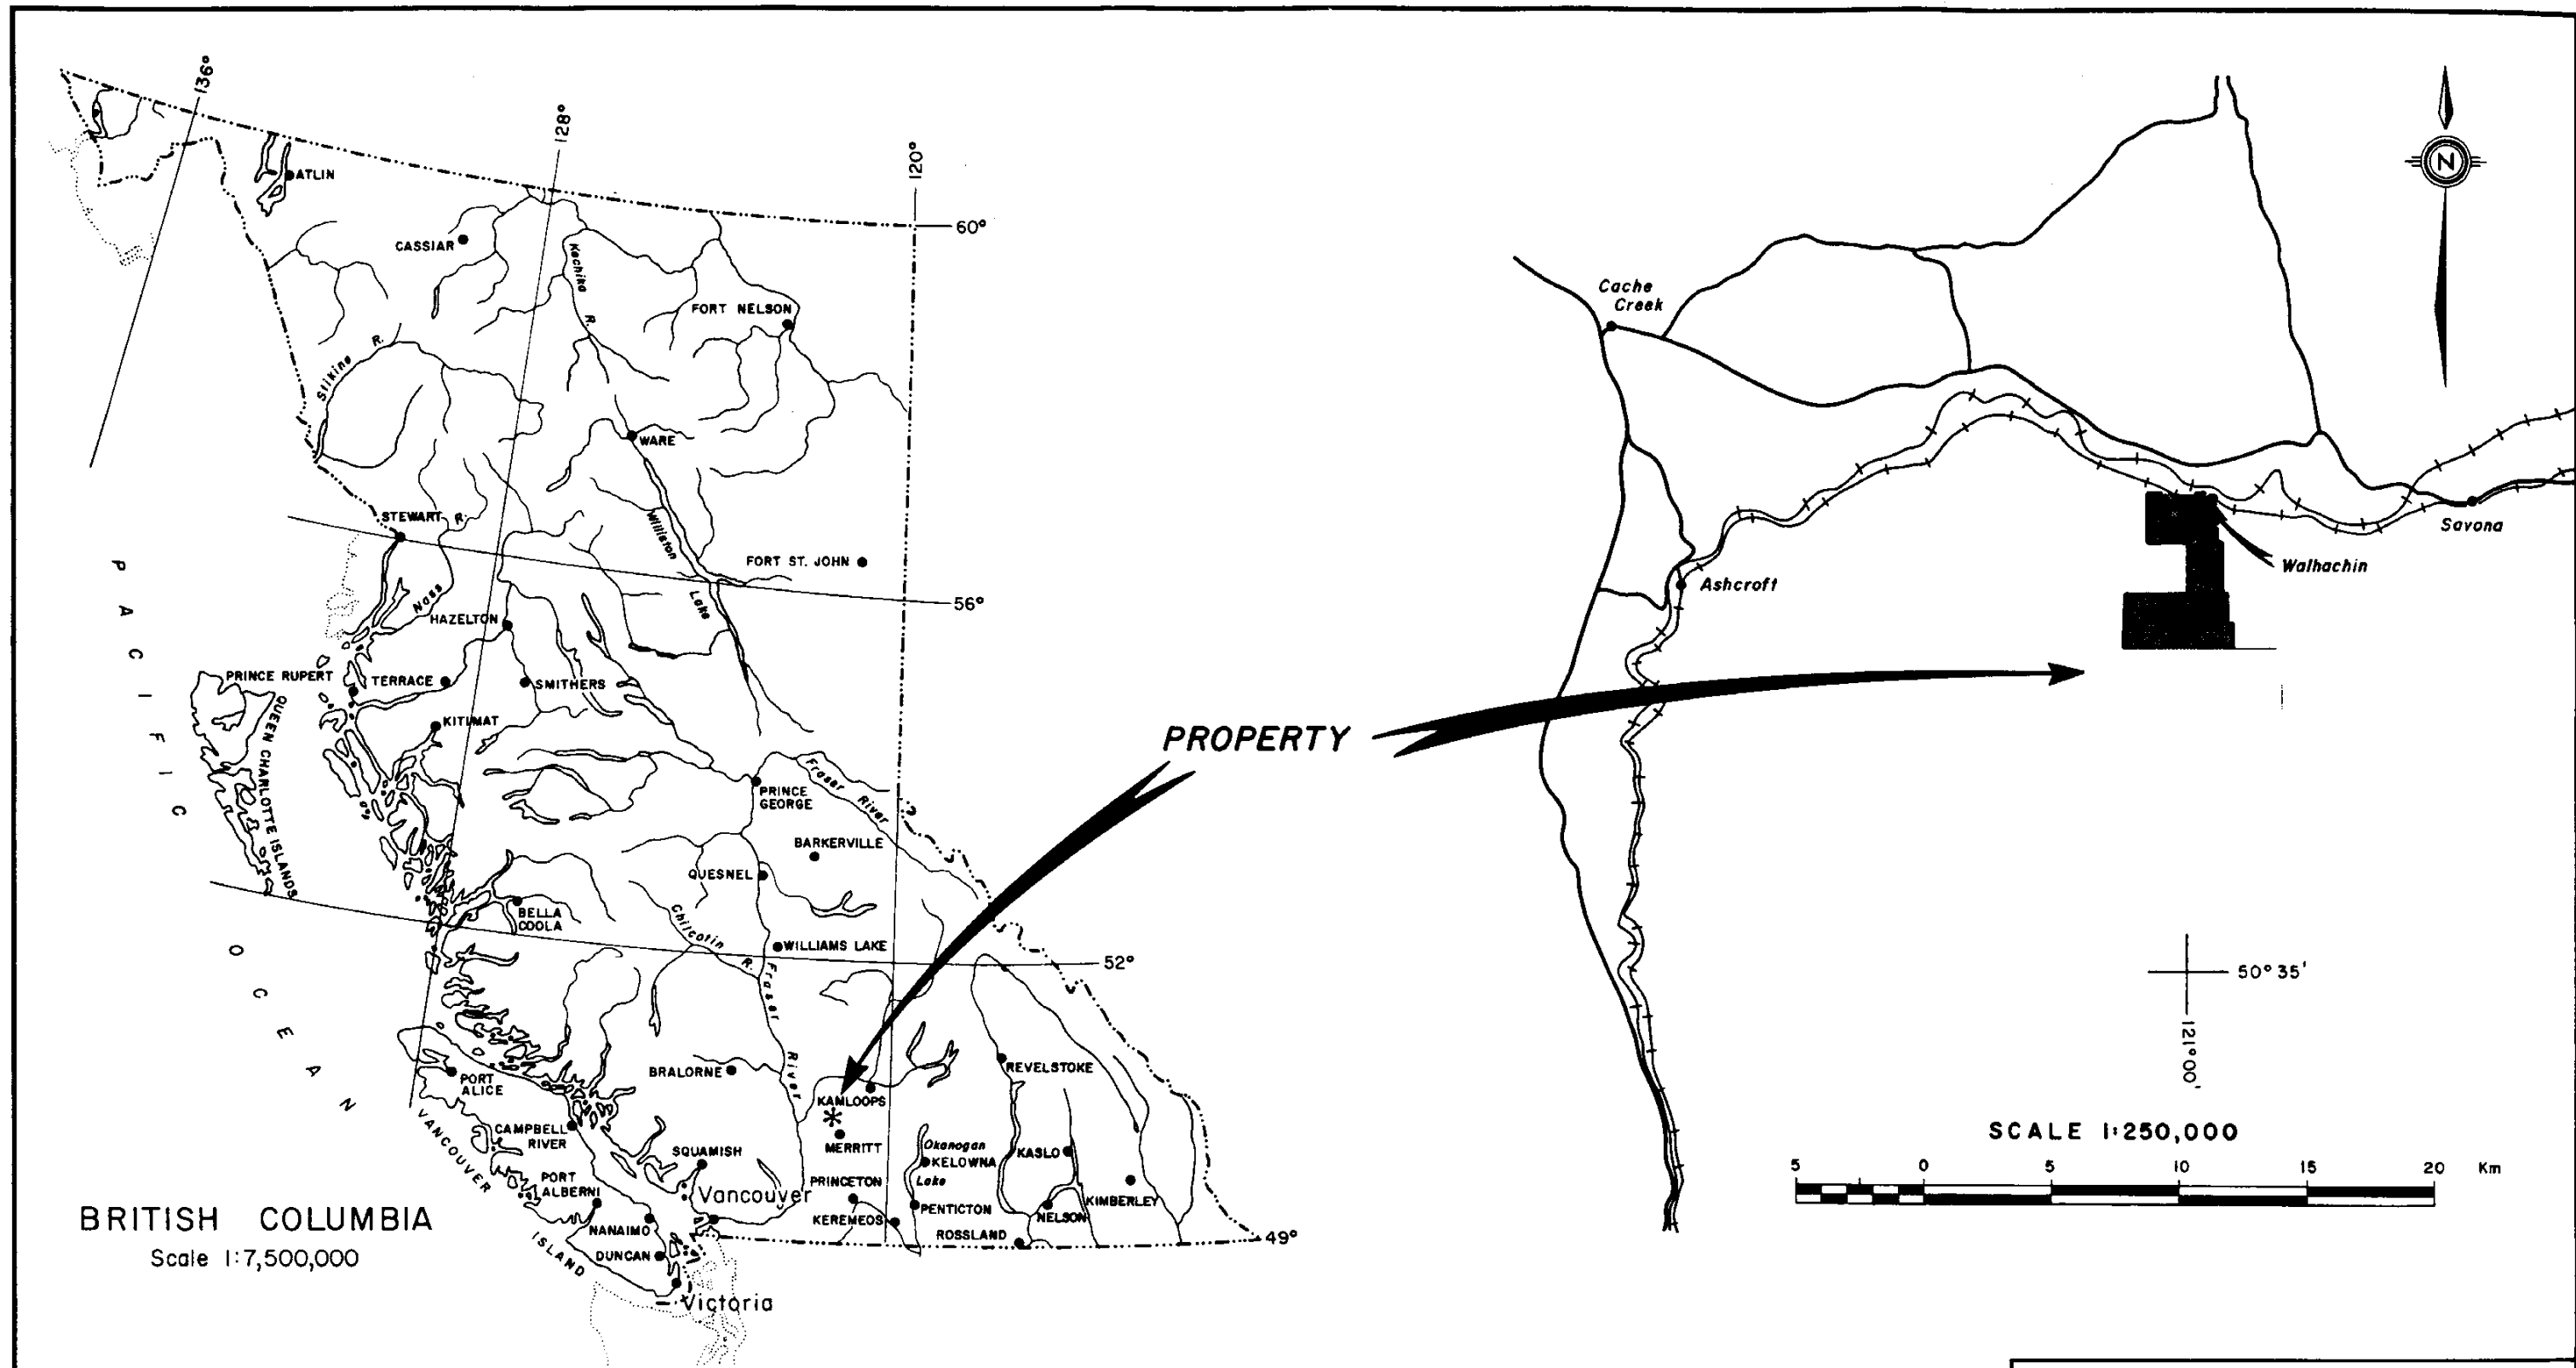 136°
128°
120°
ATLIN
60°
CASSIAR
Kechika
R.
FORT NELSON
Stikine R.
WARE
STEWART
R.
Nass
Williston
Lake
FORT ST. JOHN
56°
HAZELTON
PRINCE RUPERT
TERRACE
SMITHERS
KITIMAT
QUEEN CHARLOTTE ISLANDS
PACIFIC
OCEAN
PRINCE
GEORGE
Fraser River
BARKERVILLE
QUESNEL
BELLA
COOLA
Chilcotin
R.
WILLIAMS LAKE
52°
Fraser
River
BRALORNE
REVELSTOKE
PORT
ALICE
KAMLOOPS
MERRITT
CAMPBELL
RIVER
VANCOUVER
ISLAND
SQUAMISH
Okanogan
Lake
KELOWNA
KASLO
PORT
ALBERNI
Vancouver
PRINCETON
PENTICTON
NELSON
KIMBERLEY
NANAIMO
KEREMEOS
ROSSLAND
49°
DUNCAN
Victoria
BRITISH COLUMBIA
Scale 1:7,500,000
PROPERTY
N
Cache
Creek
Savona
Walhachin
Ashcroft
50° 35'
121°00'
SCALE 1:250,000
5 0 5 10 15 20 Km